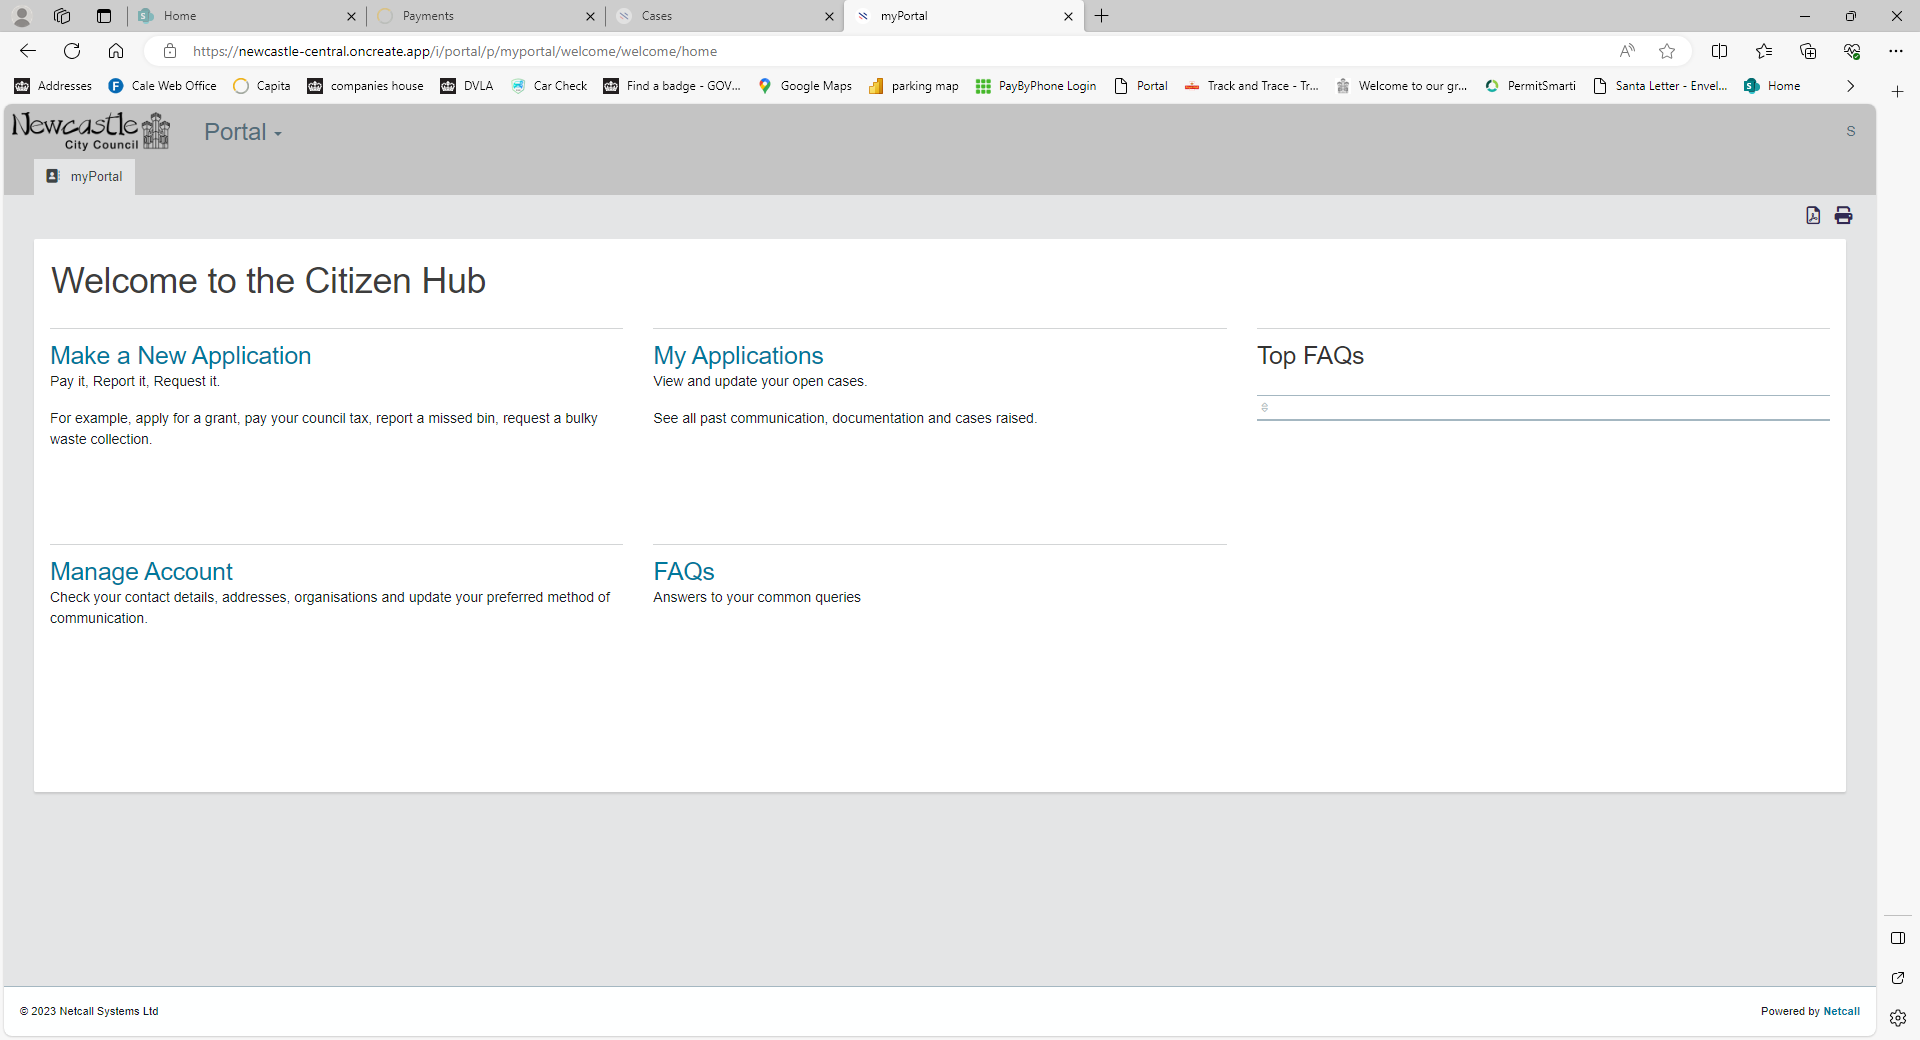 Home
Payments
Cases
myPortal
https://newcastle-central.oncreate.app/i/portal/p/myportal/welcome/welcome/home
Addresses
Cale Web Office
Capita
companies house
DVLA
Car Check
Find a badge - GOV...
Google Maps
parking map
PayByPhone Login
Portal
Track and Trace - Tr...
Welcome to our gr...
PermitSmarti
Santa Letter - Envel...
Home
Newcastle
City Council
Portal
S
myPortal
Welcome to the Citizen Hub
Make a New Application
Pay it, Report it, Request it.
For example, apply for a grant, pay your council tax, report a missed bin, request a bulky
waste collection.
My Applications
View and update your open cases.
See all past communication, documentation and cases raised.
Top FAQs
Manage Account
Check your contact details, addresses, organisations and update your preferred method of
communication.
FAQs
Answers to your common queries
© 2023 Netcall Systems Ltd
Powered by Netcall